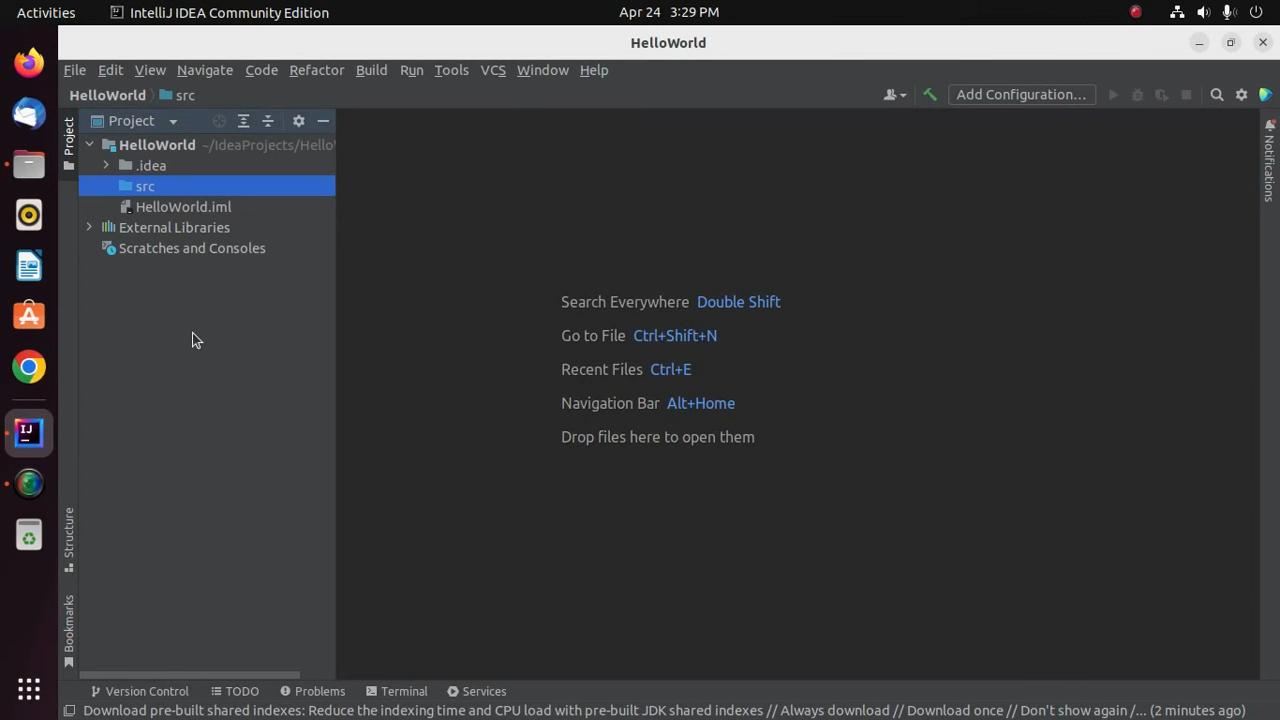 Activities IntelliJ IDEA Community Edition Apr 24 3:29 PM
HelloWorld
File Edit View Navigate Code Refactor Build Run Tools VCS Window Help
HelloWorld src Add Configuration...
Project
Project
HelloWorld ~/IdeaProjects/Hello
.idea
src
HelloWorld.iml
External Libraries
Scratches and Consoles
Notifications
Search Everywhere Double Shift
Go to File Ctrl+Shift+N
Recent Files Ctrl+E
Navigation Bar Alt+Home
Drop files here to open them
IJ
Structure
Bookmarks
Version Control TODO Problems Terminal Services
Download pre-built shared indexes: Reduce the indexing time and CPU load with pre-built JDK shared indexes // Always download // Download once // Don't show again /... (2 minutes ago)